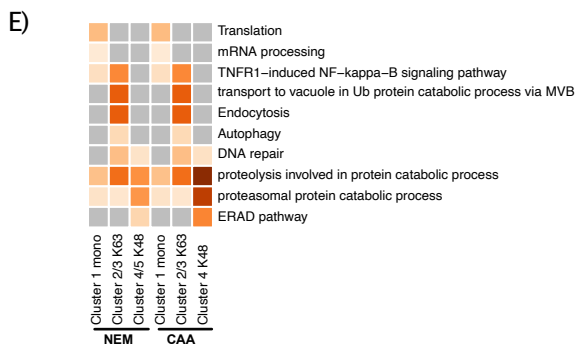 E)
Translation
mRNA processing
TNFR1−induced NF−kappa−B signaling pathway
transport to vacuole in Ub protein catabolic process via MVB
Endocytosis
Autophagy
DNA repair
proteolysis involved in protein catabolic process
proteasomal protein catabolic process
ERAD pathway
Cluster 1 mono
Cluster 2/3 K63
Cluster 4/5 K48
Cluster 1 mono
Cluster 2/3 K63
Cluster 4 K48
NEM CAA